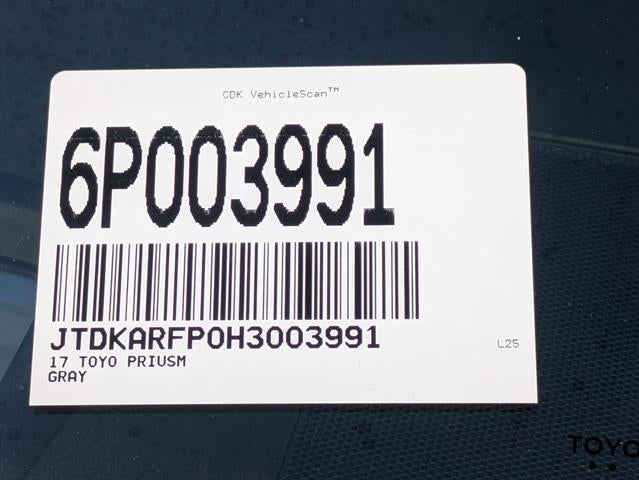 CDK VehicleScan™
6P003991
JTDKARFP0H3003991
17 TOYO PRIUSM
GRAY
L25
TOYO